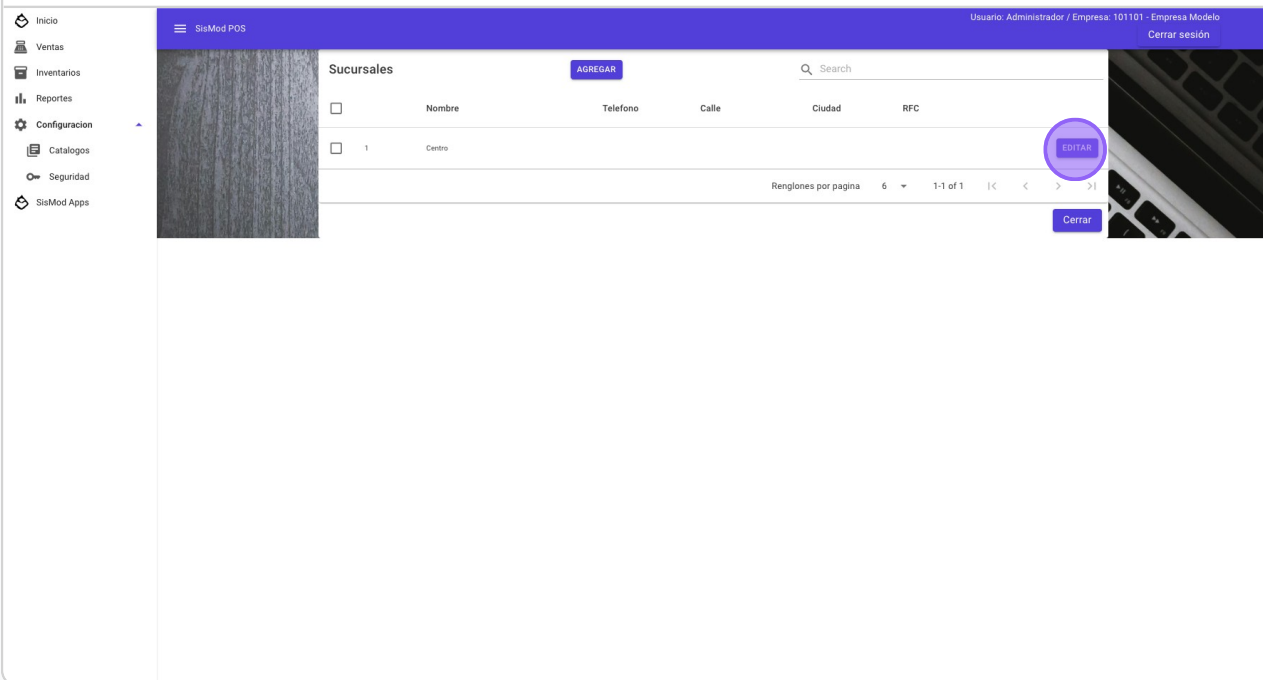 Inicio
Ventas
Inventarios
Reportes
Configuracion
Catalogos
Seguridad
SisMod Apps
SisMod POS
Usuario: Administrador / Empresa: 101101 - Empresa Modelo
Cerrar sesión
Sucursales AGREGAR Search
Nombre Telefono Calle Ciudad RFC
1 Centro EDITAR
Renglones por pagina 6 1-1 of 1
Cerrar